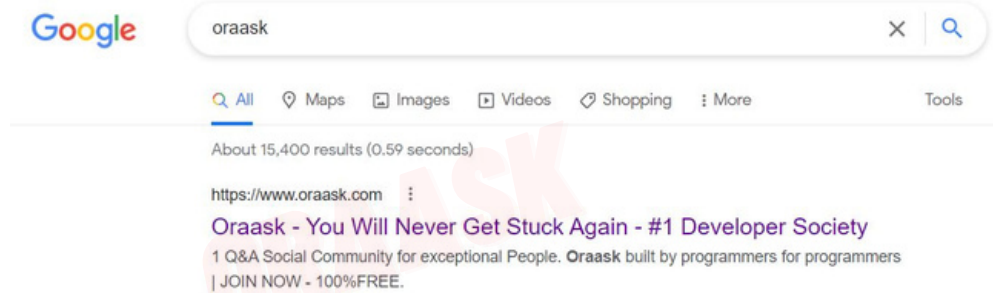 Google
oraask
All Maps Images Videos Shopping More Tools
About 15,400 results (0.59 seconds)
https://www.oraask.com
Oraask - You Will Never Get Stuck Again - #1 Developer Society
1 Q&A Social Community for exceptional People. Oraask built by programmers for programmers
| JOIN NOW - 100%FREE.
ORAASK